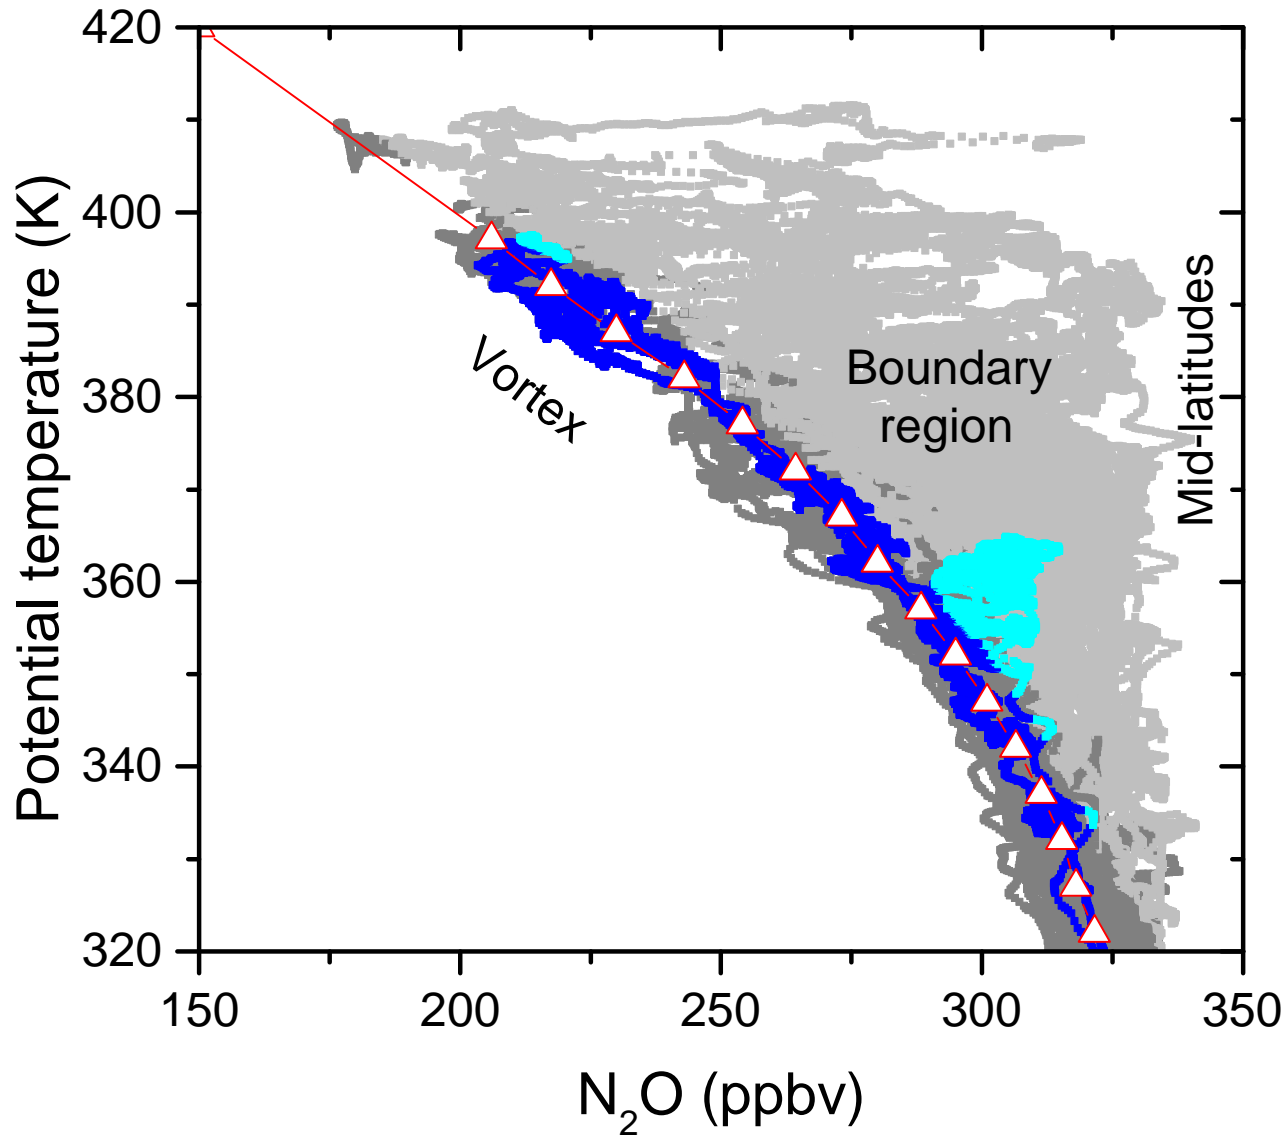 420
400
380
360
340
320
Potential temperature (K)
Vortex
Boundary
region
Mid-latitudes
150
200
250
300
350
N₂O (ppbv)